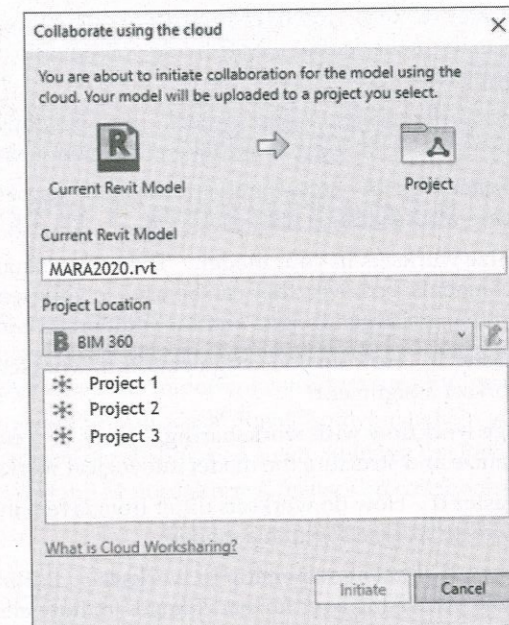 Collaborate using the cloud
You are about to initiate collaboration for the model using the
cloud. Your model will be uploaded to a project you select.
R
Current Revit Model
Project
Current Revit Model
MARA2020.rvt
Project Location
B BIM 360
Project 1
Project 2
Project 3
What is Cloud Worksharing?
Initiate
Cancel